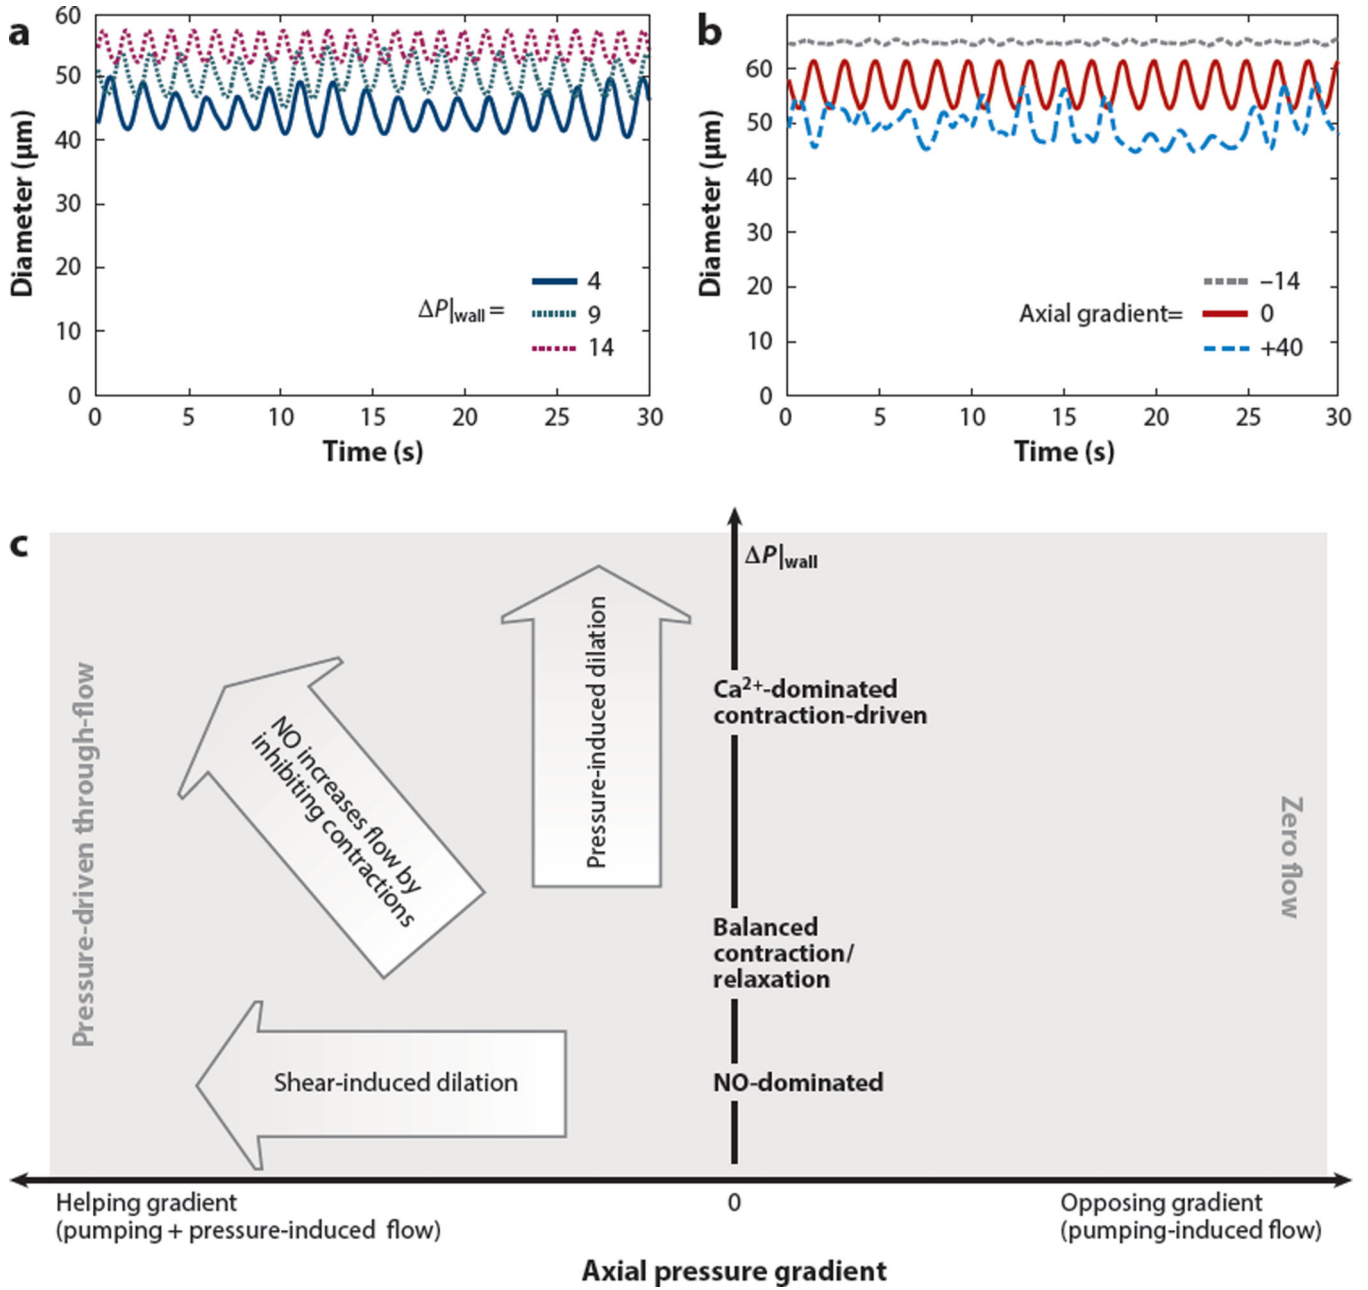 a
60
50
40
30
20
10
0
Diameter (µm)
ΔP|wall =
4
9
14
0 5 10 15 20 25 30
Time (s)
b
60
50
40
30
20
10
0
Diameter (µm)
Axial gradient=
–14
0
+40
0 5 10 15 20 25 30
Time (s)
c
ΔP|wall
Pressure-driven through-flow
NO increases flow by
inhibiting contractions
Pressure-induced dilation
Shear-induced dilation
Ca2+-dominated
contraction-driven
Balanced
contraction/
relaxation
NO-dominated
Zero flow
Helping gradient
(pumping + pressure-induced flow)
0
Opposing gradient
(pumping-induced flow)
Axial pressure gradient